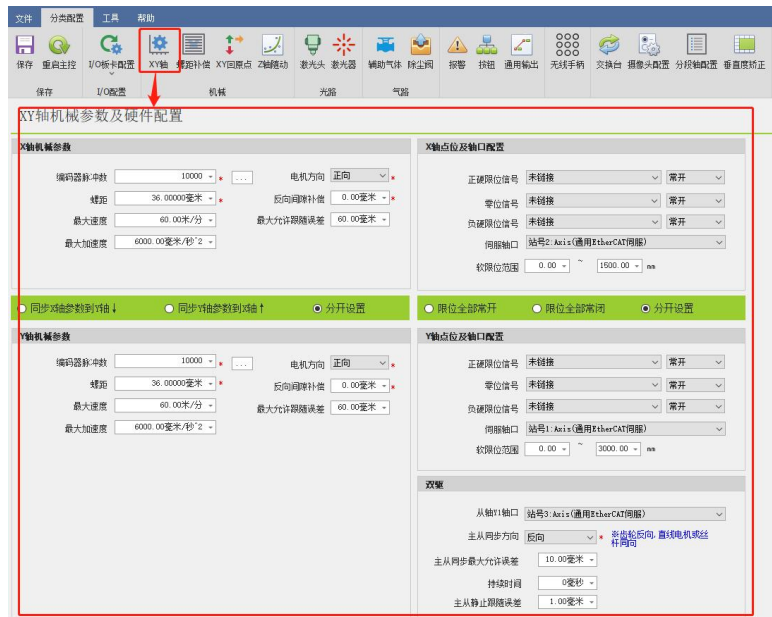 文件 分类配置 工具 帮助
保存 重启主控 I/O板卡配置 XY轴 螺距补偿 XY回原点 Z轴随动 激光头 激光器 辅助气体 除尘阀 报警 按钮 通用输出 无线手柄 交换台 摄像头配置 分段轴配置 垂直度矫正
保存 I/O配置 机械 光路 气路
XY轴机械参数及硬件配置
X轴机械参数
编码器脉冲数 10000 * ... 电机方向 正向 *
螺距 36.00000毫米 * 反向间隙补偿 0.00毫米 *
最大速度 60.00米/分 最大允许跟随误差 60.00毫米
最大加速度 6000.00毫米/秒^2
X轴点位及轴口配置
正硬限位信号 未链接 常开
零位信号 未链接 常开
负硬限位信号 未链接 常开
伺服轴口 站号2:Axis(通用EtherCAT伺服)
软限位范围 0.00 ~ 1500.00 mm
同步X轴参数到Y轴↓ 同步Y轴参数到X轴↑ 分开设置
限位全部常开 限位全部常闭 分开设置
Y轴机械参数
编码器脉冲数 10000 * ... 电机方向 正向 *
螺距 36.00000毫米 * 反向间隙补偿 0.00毫米 *
最大速度 60.00米/分 最大允许跟随误差 60.00毫米
最大加速度 6000.00毫米/秒^2
Y轴点位及轴口配置
正硬限位信号 未链接 常开
零位信号 未链接 常开
负硬限位信号 未链接 常开
伺服轴口 站号1:Axis(通用EtherCAT伺服)
软限位范围 0.00 ~ 3000.00 mm
双驱
从轴Y1轴口 站号3:Axis(通用EtherCAT伺服)
主从同步方向 反向 * ※齿轮反向,直线电机或丝
杆同向
主从同步最大允许误差 10.00毫米
持续时间 0毫秒
主从静止跟随误差 1.00毫米